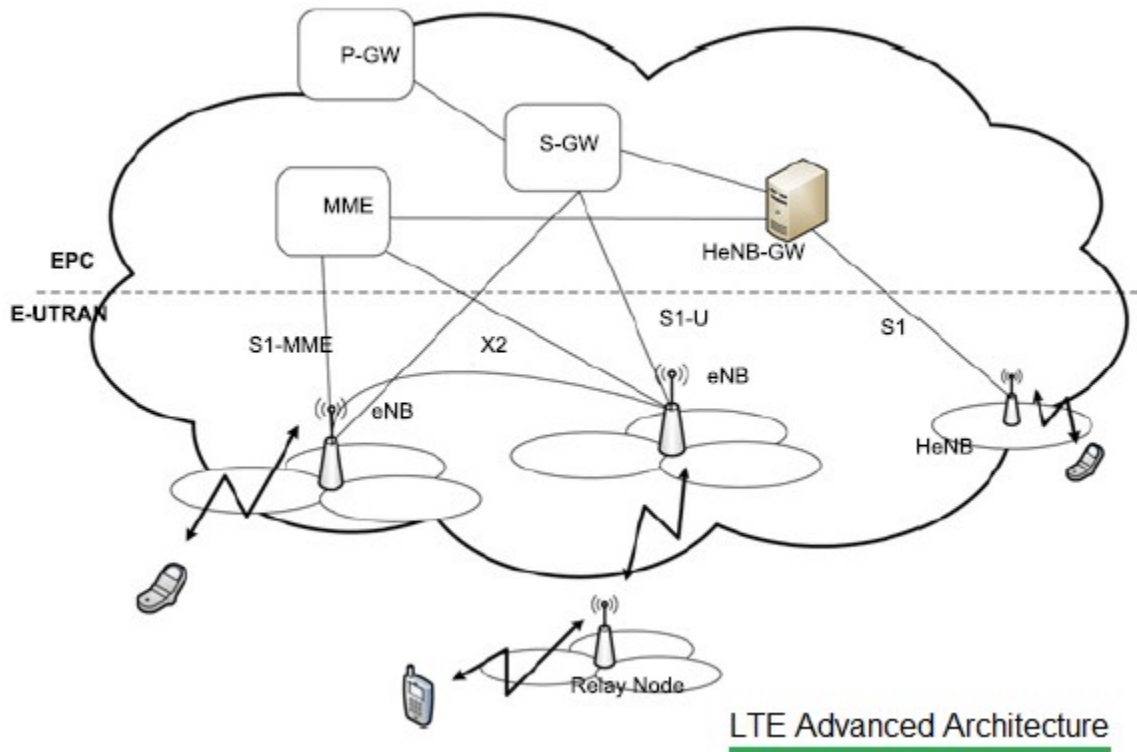 P-GW
S-GW
MME
HeNB-GW
EPC
E-UTRAN
S1-MME
X2
S1-U
S1
eNB
eNB
HeNB
Relay Node
LTE Advanced Architecture